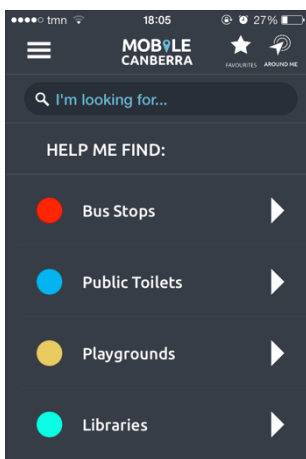 tmn 18:05 27%
MOBILE
CANBERRA
FAVOURITES AROUND ME
I'm looking for...
HELP ME FIND:
Bus Stops
Public Toilets
Playgrounds
Libraries